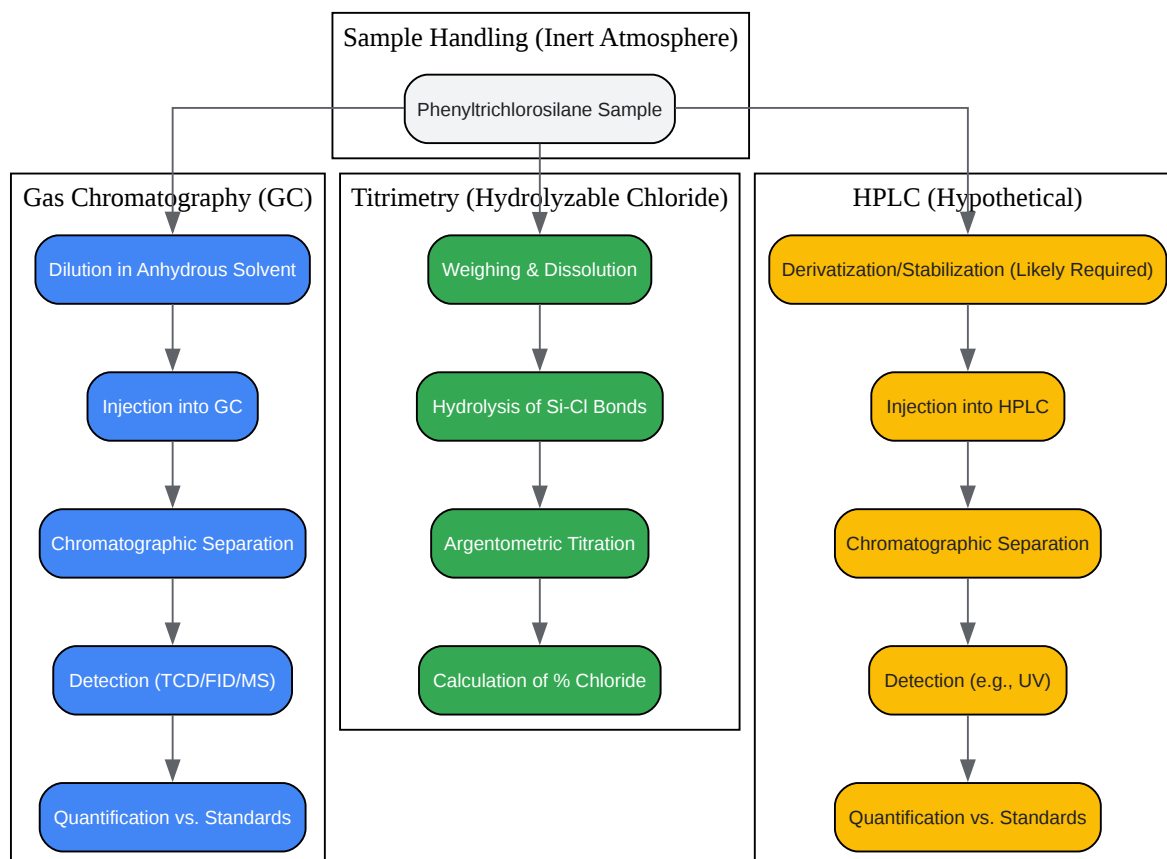 Sample Handling (Inert Atmosphere)
Phenyltrichlorosilane Sample
Gas Chromatography (GC)
Dilution in Anhydrous Solvent
Injection into GC
Chromatographic Separation
Detection (TCD/FID/MS)
Quantification vs. Standards
Titrimetry (Hydrolyzable Chloride)
Weighing & Dissolution
Hydrolysis of Si-Cl Bonds
Argentometric Titration
Calculation of % Chloride
HPLC (Hypothetical)
Derivatization/Stabilization (Likely Required)
Injection into HPLC
Chromatographic Separation
Detection (e.g., UV)
Quantification vs. Standards